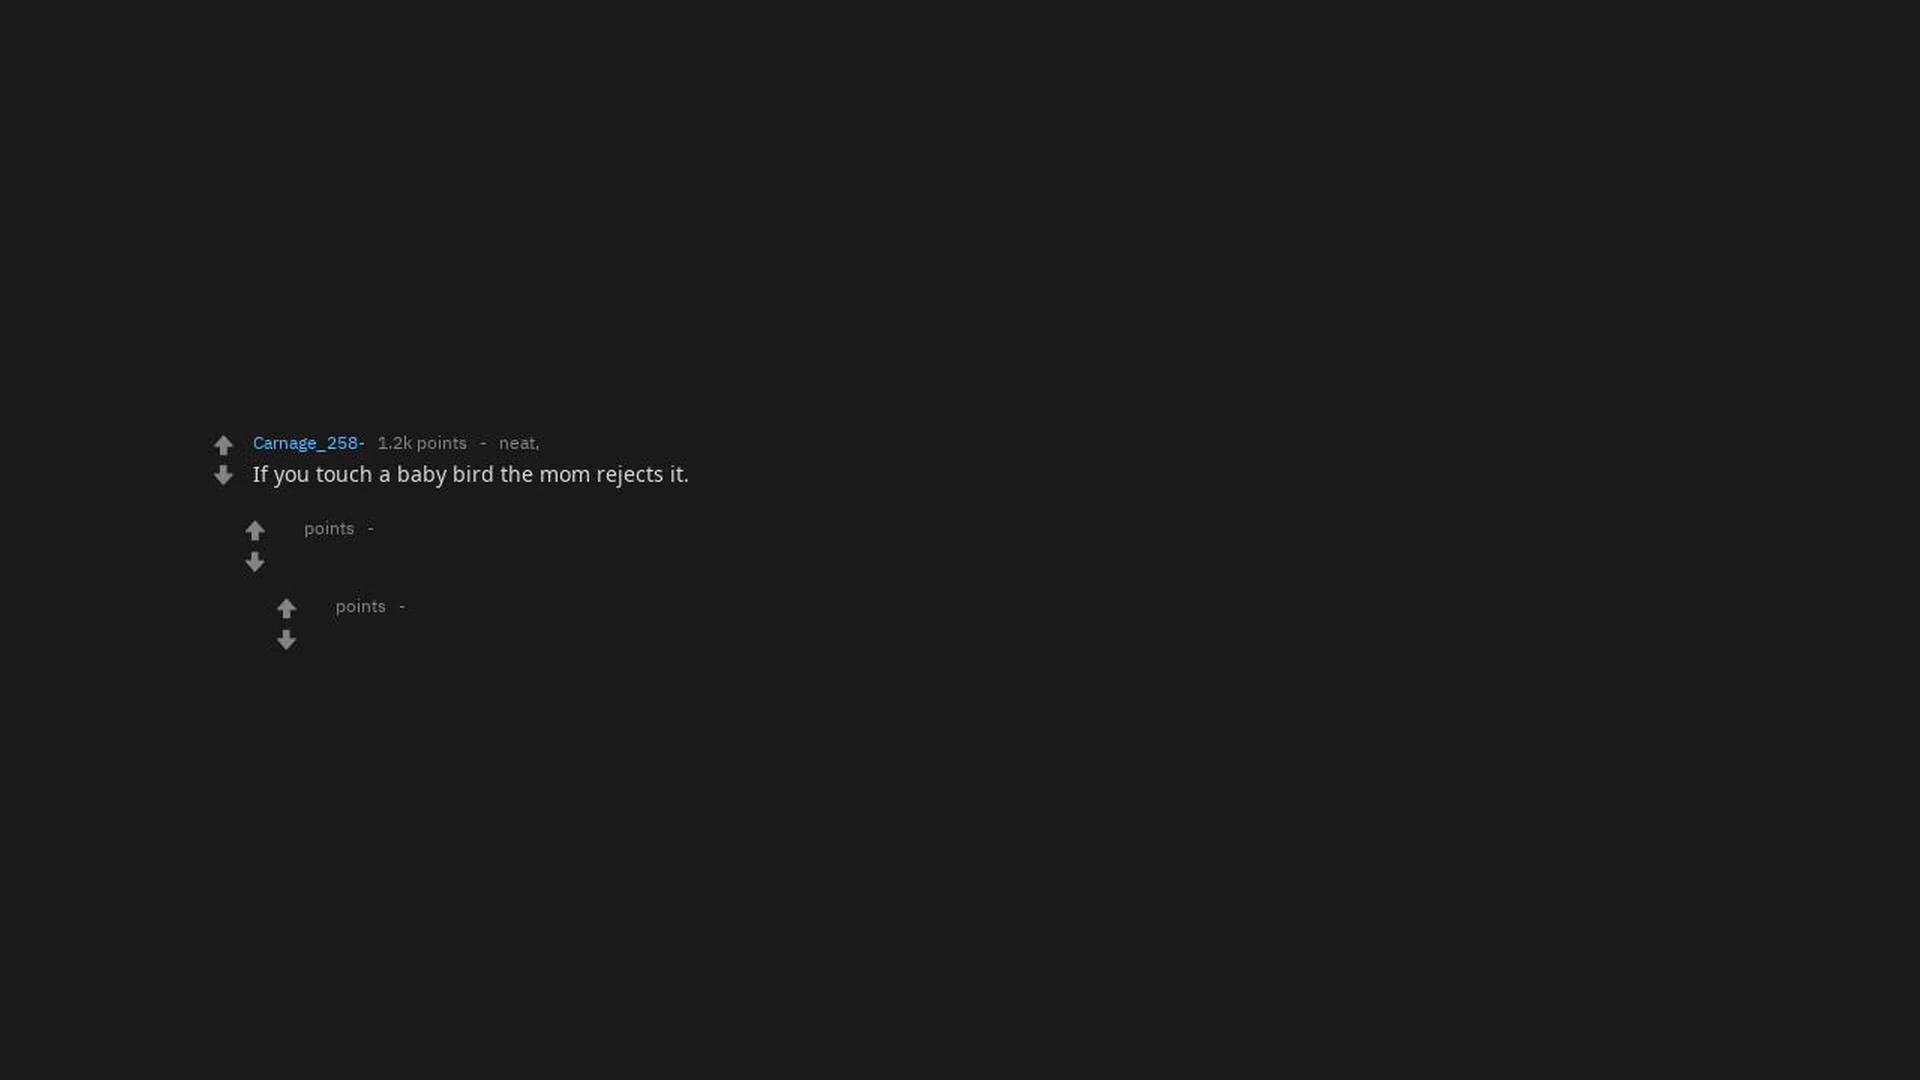 Carnage_258- 1.2k points - neat,
If you touch a baby bird the mom rejects it.
points -
points -